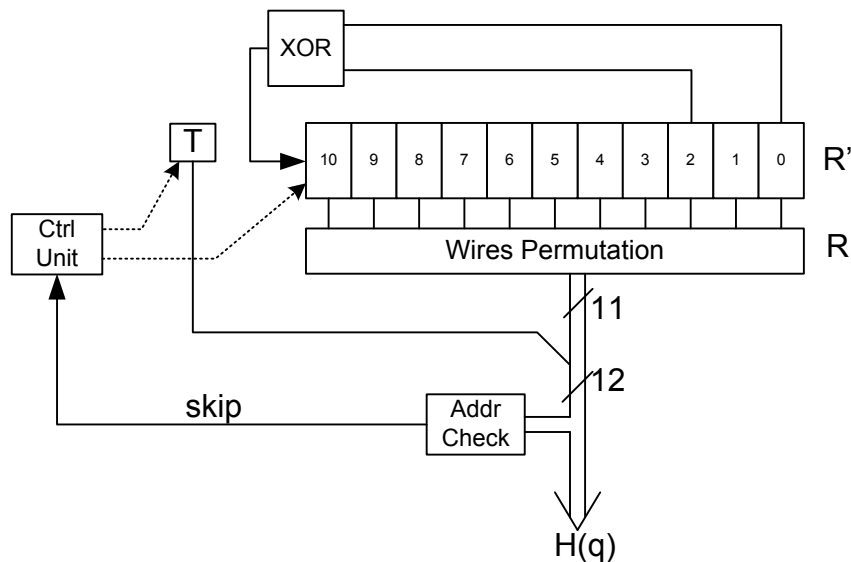 XOR
T
10 9 8 7 6 5 4 3 2 1 0
R’
Ctrl
Unit
Wires Permutation
R
11
12
skip
Addr
Check
H(q)